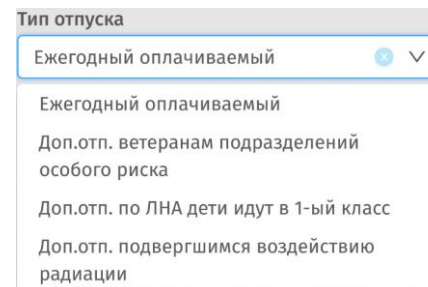 Тип отпуска
Ежегодный оплачиваемый
Ежегодный оплачиваемый
Доп.отп. ветеранам подразделений
особого риска
Доп.отп. по ЛНА дети идут в 1-ый класс
Доп.отп. подвергшимся воздействию
радиации